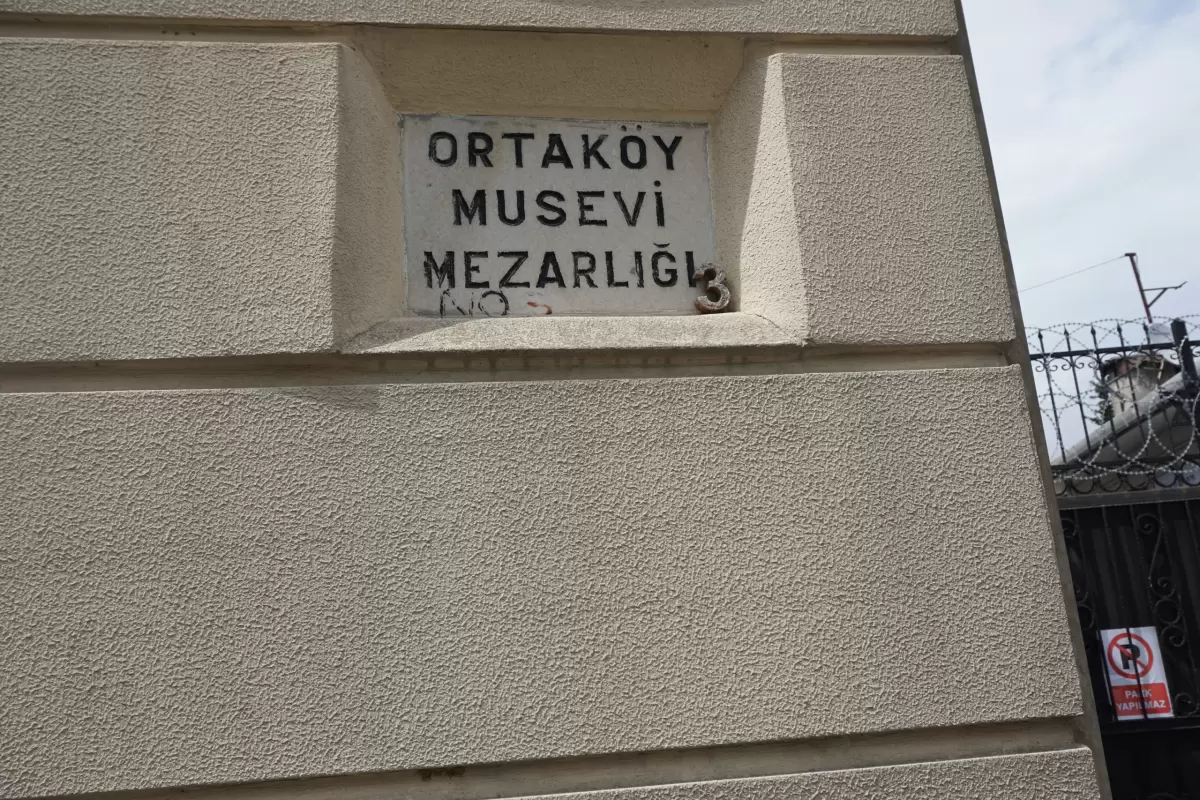 ORTAKÖY
MUSEVİ
MEZARLIĞI
NO 3
P
PARK
YAPILMAZ